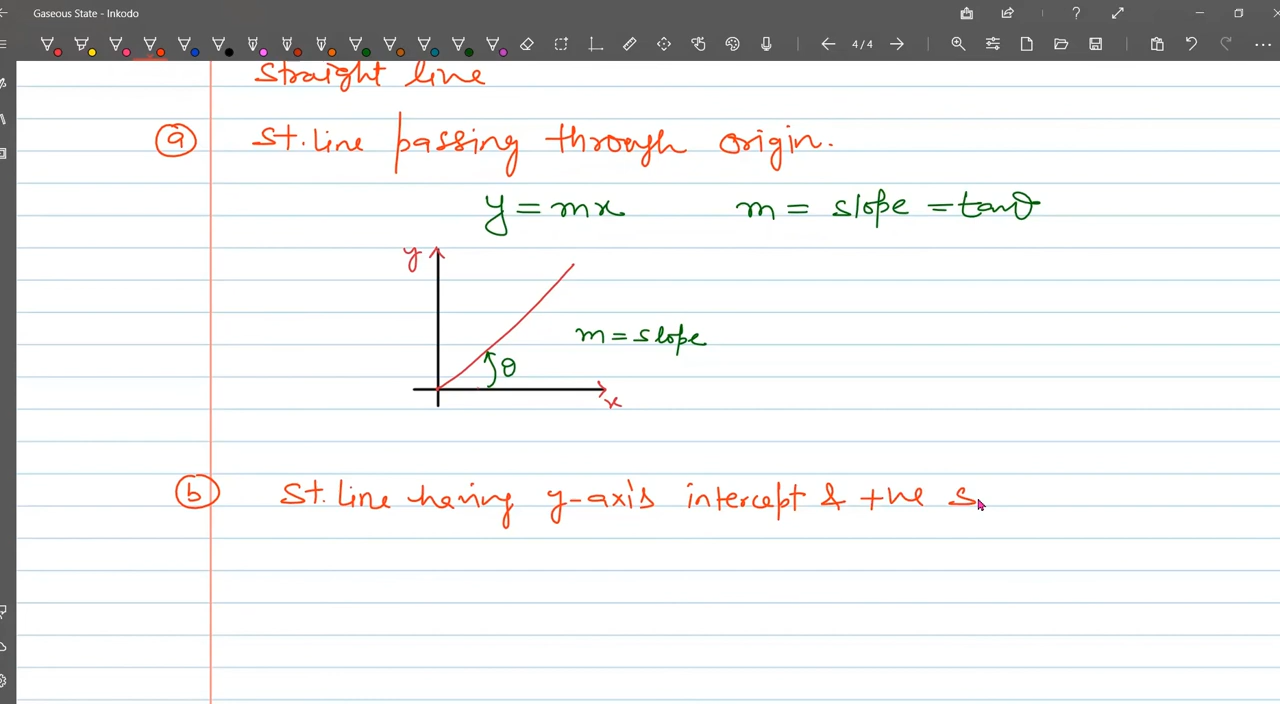 Gaseous State - Inkodo
4/4
Straight line
(a) St. line passing through origin.
y = mx m = slope = tanθ
y
m = slope
θ
x
(b) St. line having y-axis intercept & +ve s